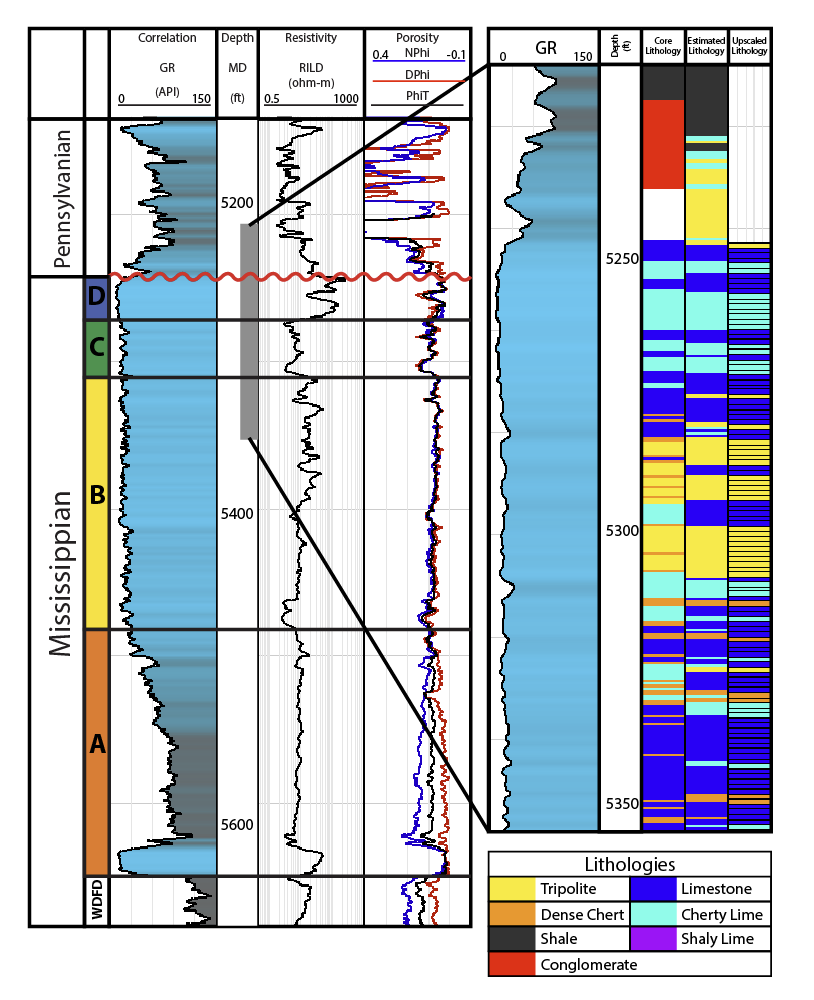 Correlation Depth Resistivity Porosity
GR MD RILD 0.4 NPhi -0.1
(API) (ft) (ohm-m) DPhi
0 150 0.5 1000 PhiT
GR
0 150
Depth (ft)
Core Lithology
Estimated Lithology
Upscaled Lithology
Pennsylvanian
Mississippian
D
C
B
A
WDFD
5200
5400
5600
5250
5300
5350
Lithologies
Tripolite Limestone
Dense Chert Cherty Lime
Shale Shaly Lime
Conglomerate